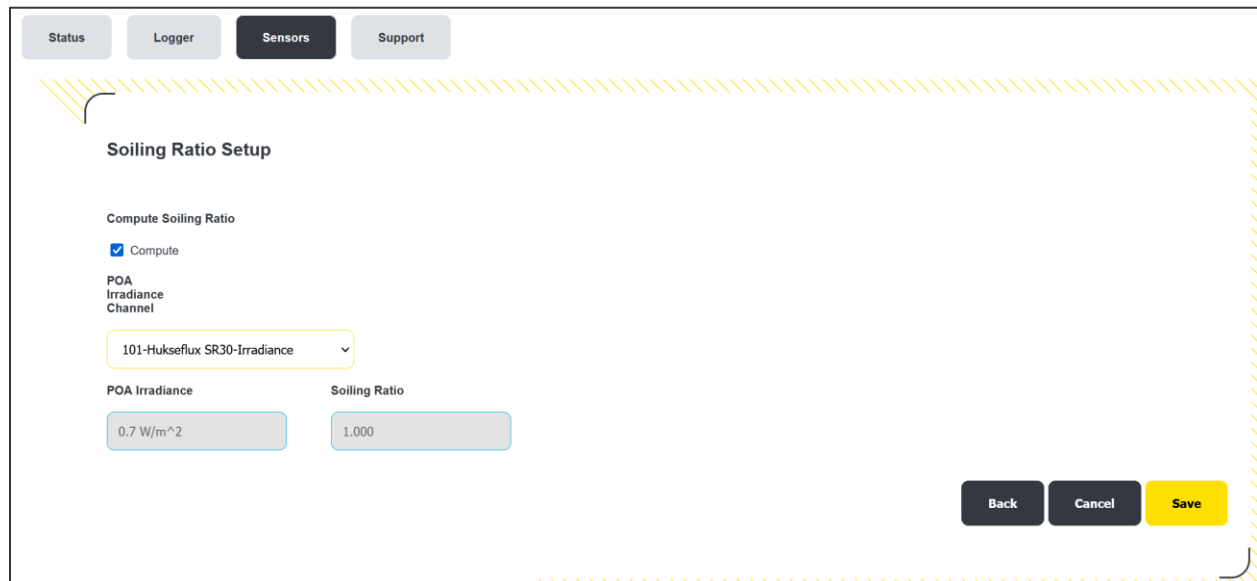 Status
Logger
Sensors
Support
Soiling Ratio Setup
Compute Soiling Ratio
Compute
POA
Irradiance
Channel
101-Hukseflux SR30-Irradiance
POA Irradiance
Soiling Ratio
0.7 W/m^2
1.000
Back
Cancel
Save